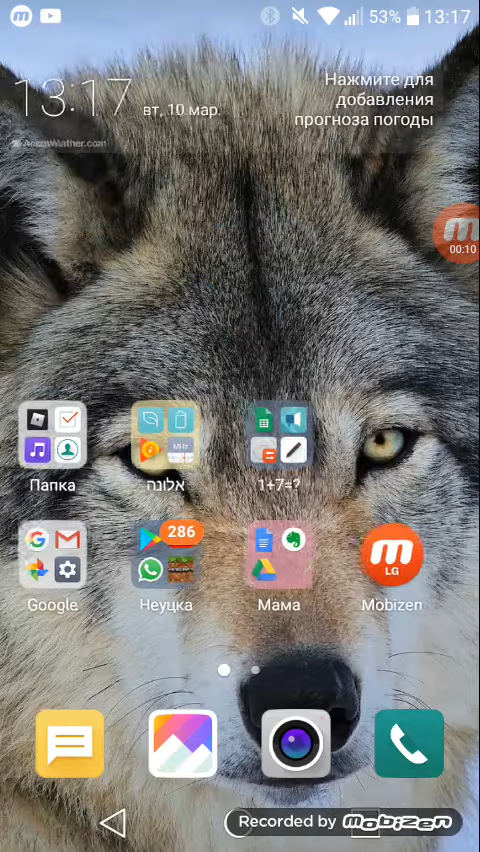 53% 13:17
13:17 вт, 10 мар.
Нажмите для
добавления
прогноза погоды
AccuWeather.com
00:10
MHz
Папка
אלונה
1+7=?
286
LG
Google
Неуцка
Мама
Mobizen
Recorded by mobizen